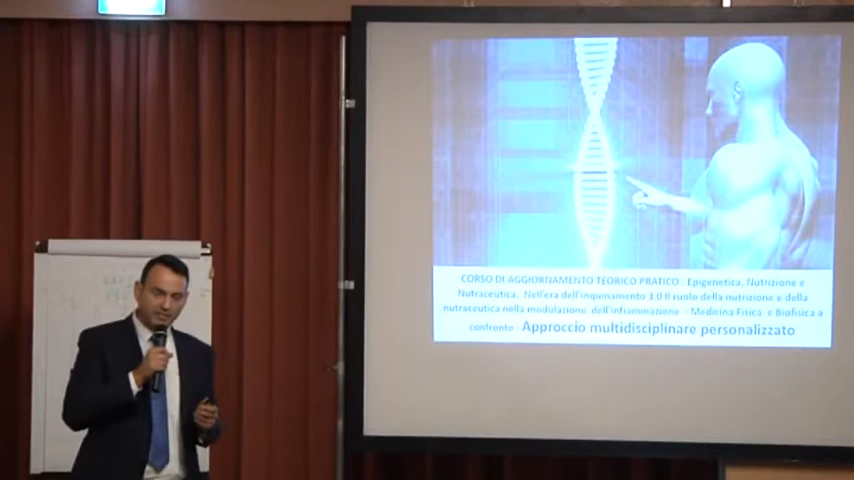 CORSO DI AGGIORNAMENTO TEORICO PRATICO : Epigenetica, Nutrizione e
Nutraceutica. Nell'era dell'inquinamento 3.0 Il ruolo della nutrizione e della
nutraceutica nella modulazione dell'infiammazione - Medicina Fisica e Biofisica a
confronto - Approccio multidisciplinare personalizzato